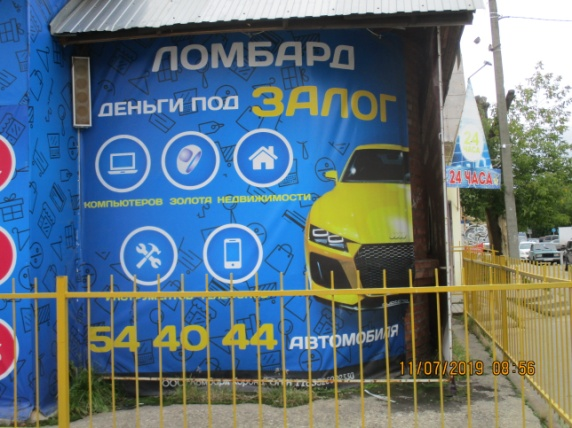 ЛОМБАРД
ДЕНЬГИ ПОД ЗАЛОГ
КОМПЬЮТЕРОВ ЗОЛОТА НЕДВИЖИМОСТИ
54 40 44 АВТОМОБИЛЯ
ООО
24
24 ЧАСА
11/07/2019 08:56